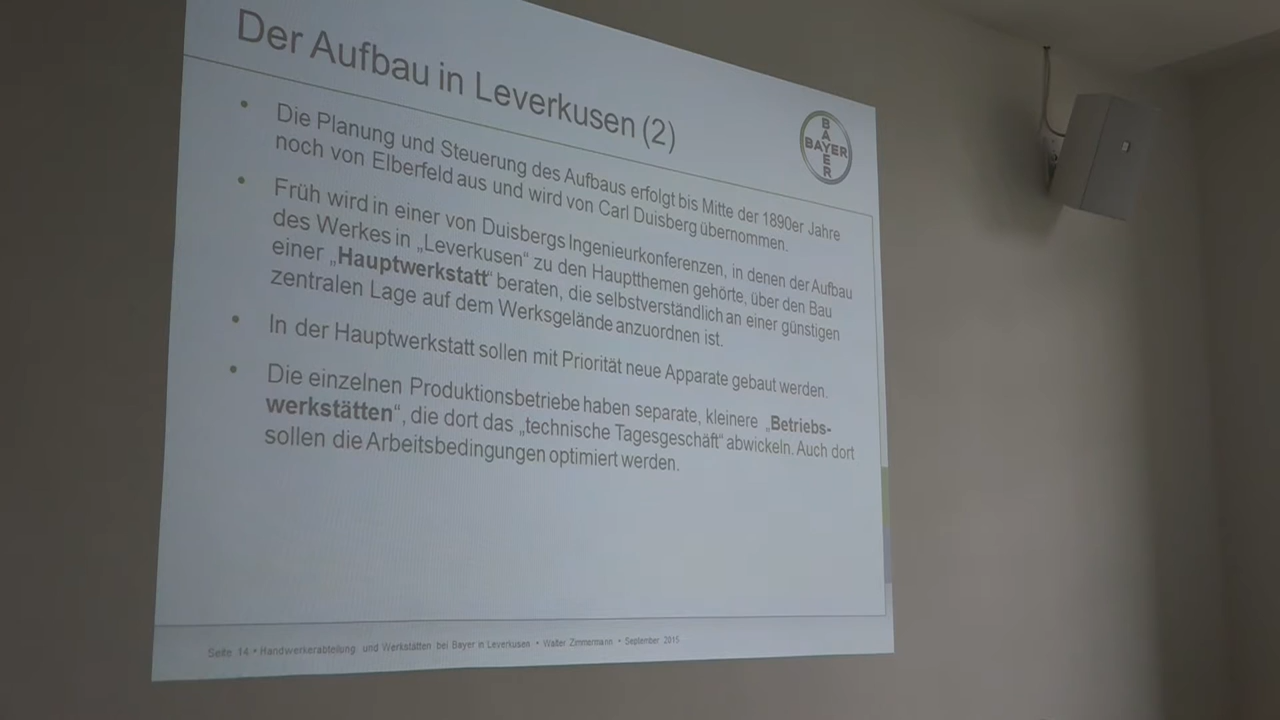 Der Aufbau in Leverkusen (2)
BAYER
BAYER
• Die Planung und Steuerung des Aufbaus erfolgt bis Mitte der 1890er Jahre
noch von Elberfeld aus und wird von Carl Duisberg übernommen.
• Früh wird in einer von Duisbergs Ingenieurkonferenzen, in denen der Aufbau
des Werkes in „Leverkusen“ zu den Hauptthemen gehörte, über den Bau
einer „Hauptwerkstatt“ beraten, die selbstverständlich an einer günstigen
zentralen Lage auf dem Werksgelände anzuordnen ist.
• In der Hauptwerkstatt sollen mit Priorität neue Apparate gebaut werden.
• Die einzelnen Produktionsbetriebe haben separate, kleinere „Betriebs-
werkstätten“, die dort das „technische Tagesgeschäft“ abwickeln. Auch dort
sollen die Arbeitsbedingungen optimiert werden.
Seite 14 • Handwerkerabteilung und Werkstätten bei Bayer in Leverkusen • Walter Zimmermann • September 2015